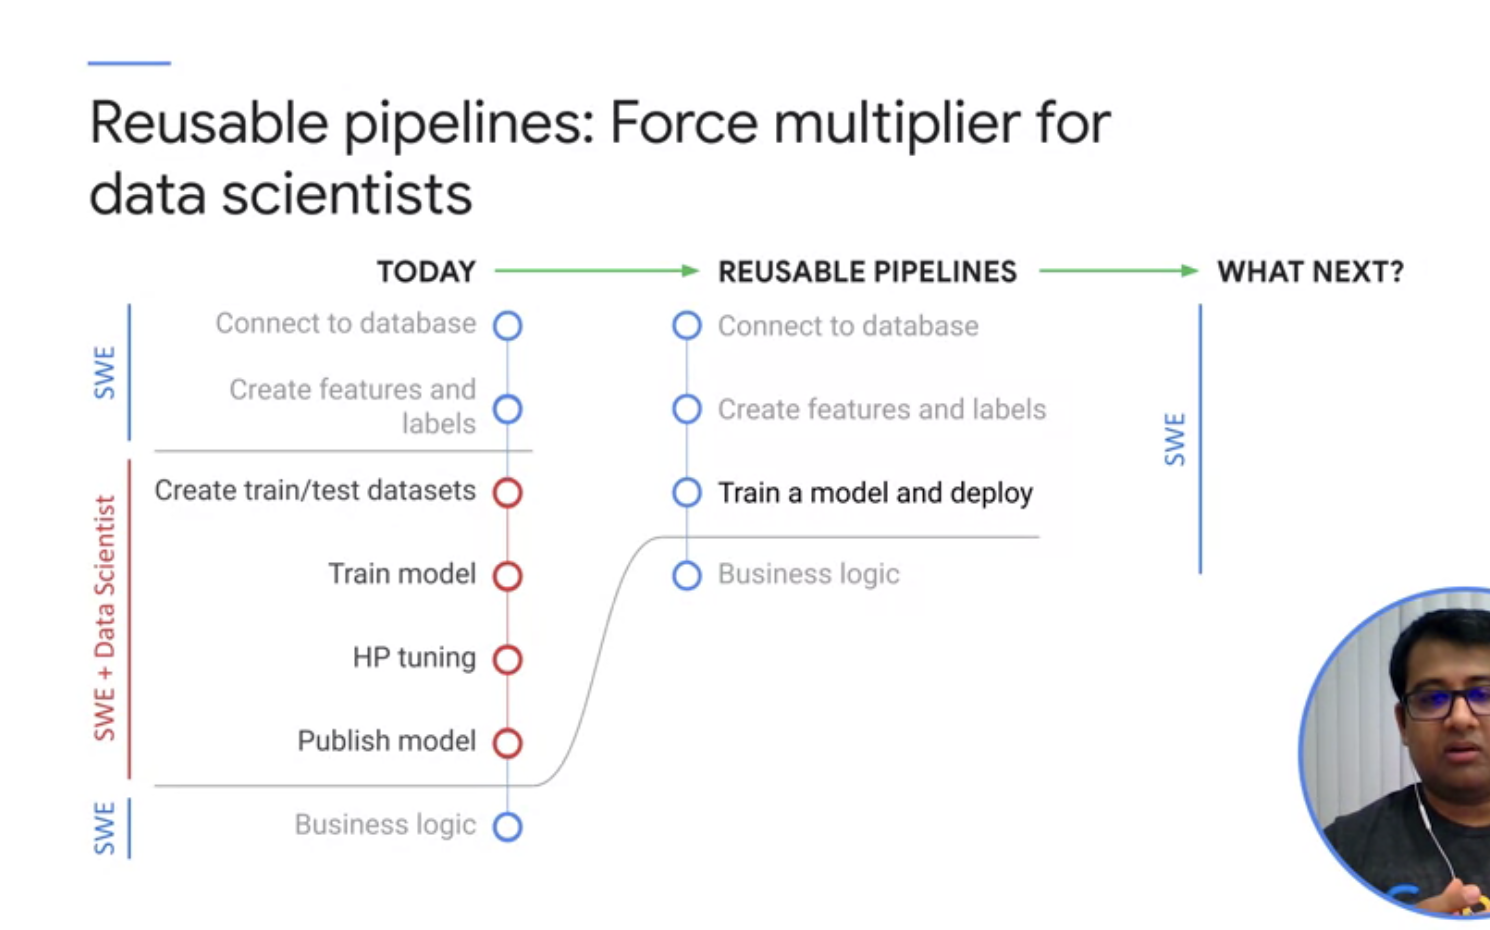 Reusable pipelines: Force multiplier for
data scientists
TODAY
REUSABLE PIPELINES
WHAT NEXT?
SWE
Connect to database
Create features and
labels
SWE + Data Scientist
Create train/test datasets
Train model
HP tuning
Publish model
SWE
Business logic
Connect to database
Create features and labels
Train a model and deploy
Business logic
SWE